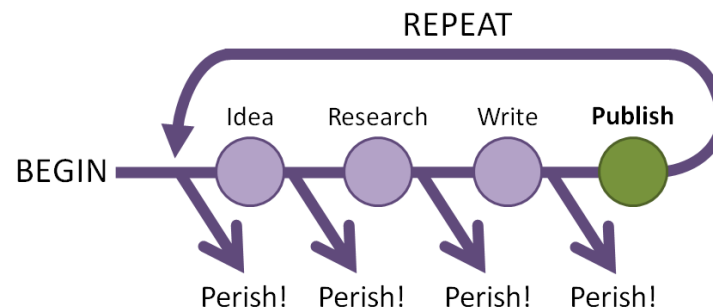 REPEAT
Idea
Research
Write
Publish
BEGIN
Perish!
Perish!
Perish!
Perish!